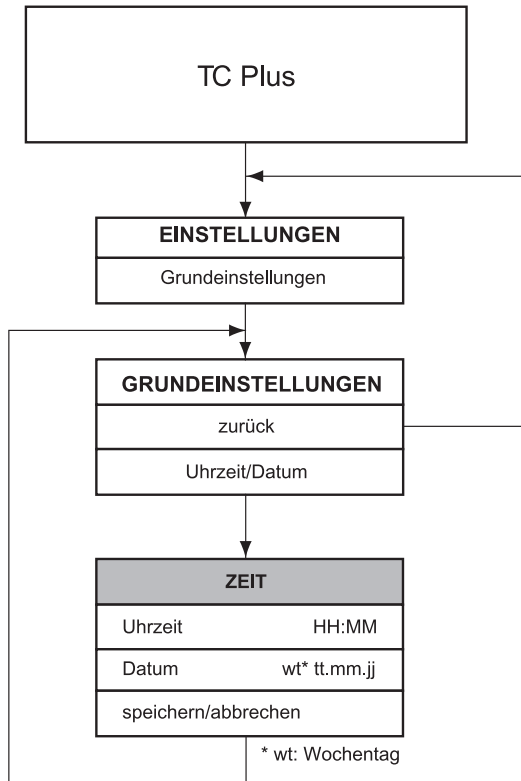 TC Plus
EINSTELLUNGEN
Grundeinstellungen
GRUNDEINSTELLUNGEN
zurück
Uhrzeit/Datum
ZEIT
Uhrzeit HH:MM
Datum wt* tt.mm.jj
speichern/abbrechen
* wt: Wochentag